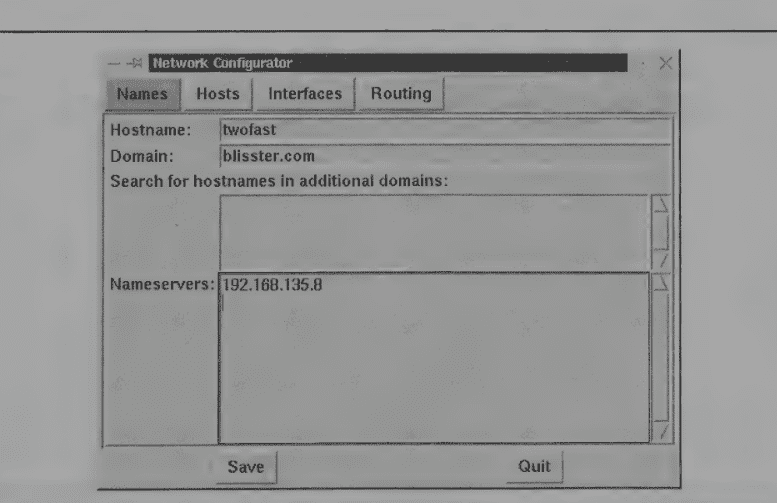 Network Configurator
Names Hosts Interfaces Routing
Hostname: twofast
Domain: blisster.com
Search for hostnames in additional domains:
Nameservers: 192.168.135.8
Save Quit